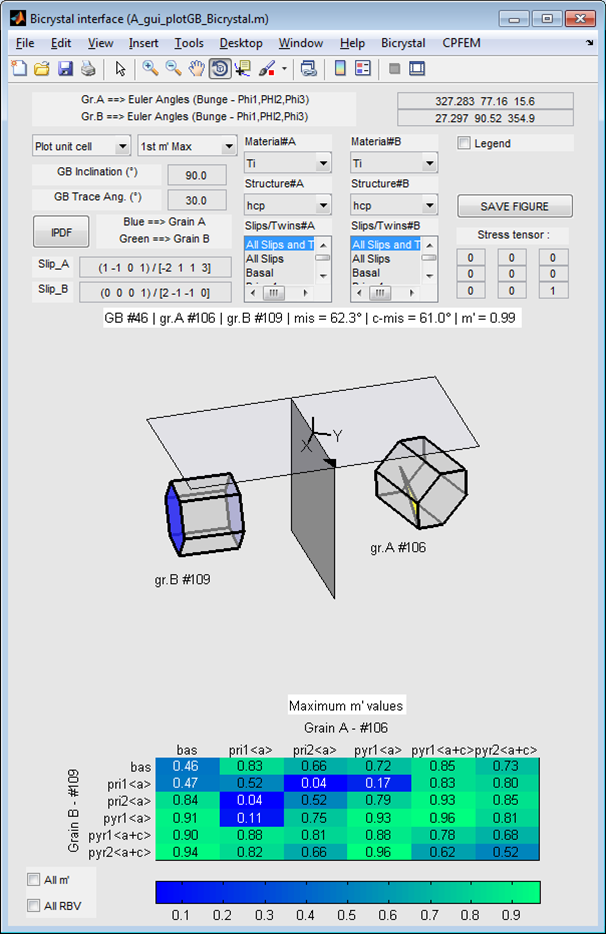 Bicrystal interface (A_gui_plotGB_Bicrystal.m)
File Edit View Insert Tools Desktop Window Help Bicrystal CPFEM
Gr.A ==> Euler Angles (Bunge - Phi1,PHI2,Phi3) 327.283 77.16 15.6
Gr.B ==> Euler Angles (Bunge - Phi1,PHI2,Phi3) 27.297 90.52 354.9
Plot unit cell 1st m' Max Material#A Material#B Legend
Ti Ti
GB Inclination (°) 90.0 Structure#A Structure#B
GB Trace Ang. (°) 30.0 hcp hcp SAVE FIGURE
IPDF Blue ==> Grain A Slips/Twins#A Slips/Twins#B Stress tensor :
Green ==> Grain B All Slips and T All Slips and T
Slip_A (1 -1 0 1) / [-2 1 1 3] All Slips All Slips 0 0 0
Basal Basal 0 0 0
Slip_B (0 0 0 1) / [2 -1 -1 0] 0 0 1
GB #46 | gr.A #106 | gr.B #109 | mis = 62.3° | c-mis = 61.0° | m' = 0.99
X Y
gr.A #106
gr.B #109
Maximum m' values
Grain A - #106
bas pri1<a> pri2<a> pyr1<a> pyr1<a+c> pyr2<a+c>
Grain B - #109
bas 0.46 0.83 0.66 0.72 0.85 0.73
pri1<a> 0.47 0.52 0.04 0.17 0.83 0.80
pri2<a> 0.84 0.04 0.52 0.79 0.93 0.85
pyr1<a> 0.91 0.11 0.75 0.93 0.96 0.81
pyr1<a+c> 0.90 0.88 0.81 0.88 0.78 0.68
pyr2<a+c> 0.94 0.82 0.66 0.96 0.62 0.52
All m'
All RBV
0.1 0.2 0.3 0.4 0.5 0.6 0.7 0.8 0.9